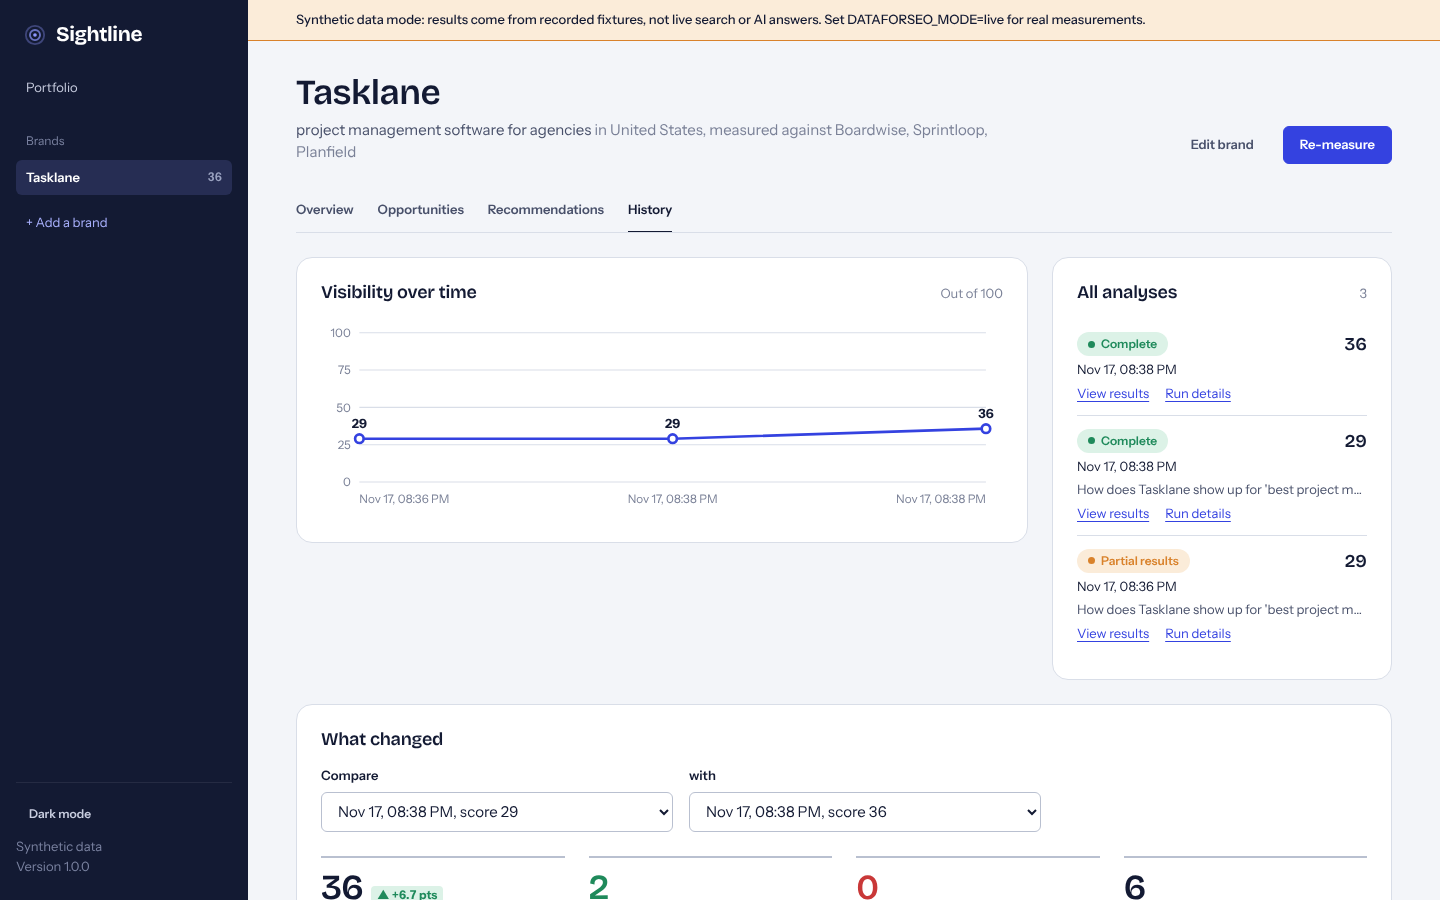 Sightline
Portfolio
Brands
Tasklane 36
+ Add a brand
Dark mode
Synthetic data
Version 1.0.0
Synthetic data mode: results come from recorded fixtures, not live search or AI answers. Set DATAFORSEO_MODE=live for real measurements.
Tasklane
project management software for agencies in United States, measured against Boardwise, Sprintloop,
Planfield
Edit brand
Re-measure
Overview Opportunities Recommendations History
Visibility over time
Out of 100
100
75
50
25
0
29
29
36
Nov 17, 08:36 PM
Nov 17, 08:38 PM
Nov 17, 08:38 PM
All analyses
3
Complete 36
Nov 17, 08:38 PM
View results Run details
Complete 29
Nov 17, 08:38 PM
How does Tasklane show up for 'best project m...
View results Run details
Partial results 29
Nov 17, 08:36 PM
How does Tasklane show up for 'best project m...
View results Run details
What changed
Compare
with
Nov 17, 08:38 PM, score 29
Nov 17, 08:38 PM, score 36
36 ▲ +6.7 pts
2
0
6